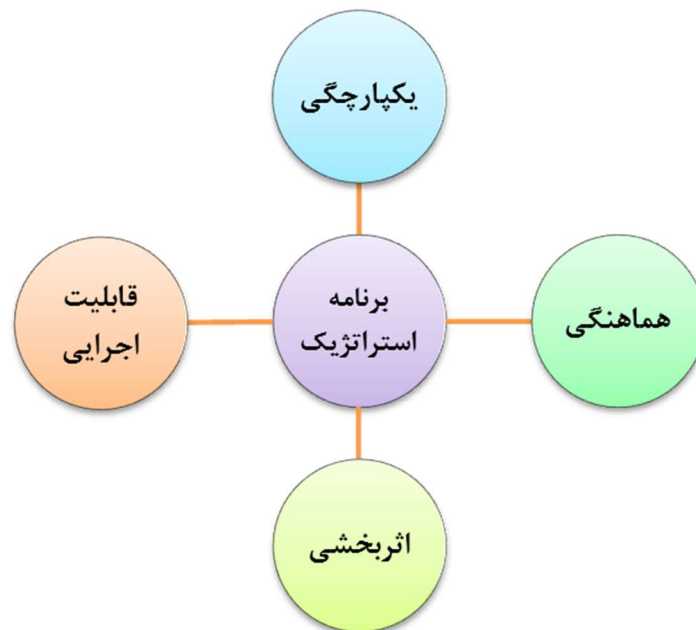 یکپارچگی
هماهنگی
برنامه
استراتژیک
قابلیت
اجرایی
اثربخشی